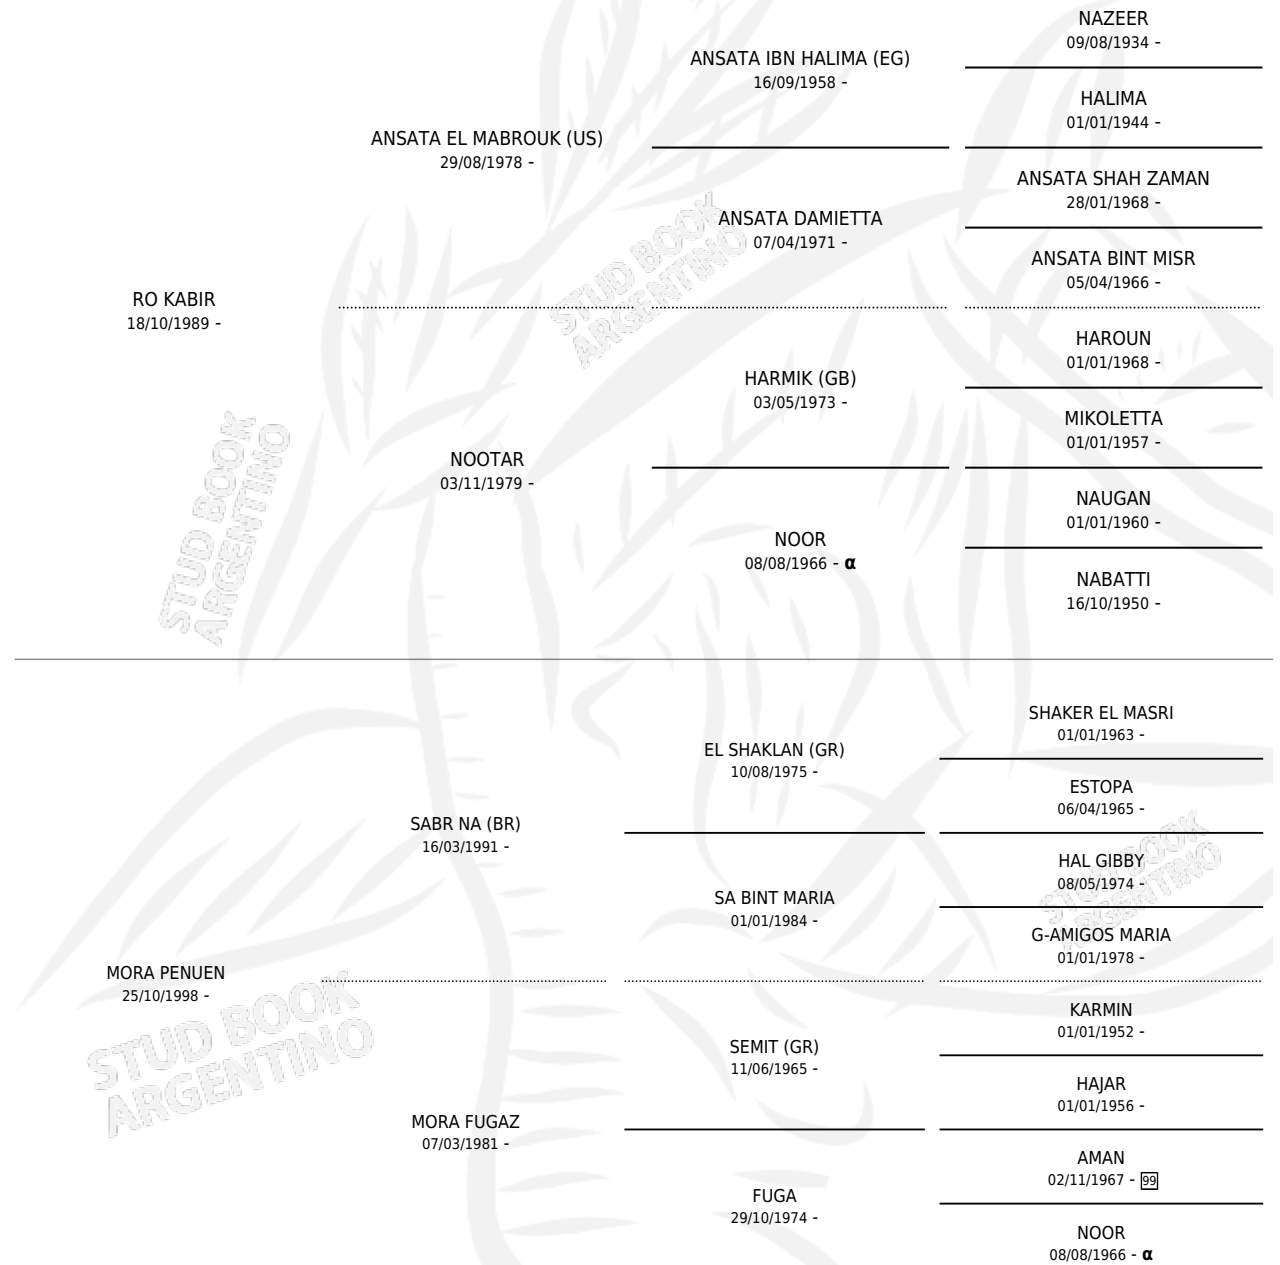 NAZEER
09/08/1934 -
ANSATA IBN HALIMA (EG)
16/09/1958 -
HALIMA
01/01/1944 -
ANSATA EL MABROUK (US)
29/08/1978 -
ANSATA SHAH ZAMAN
28/01/1968 -
ANSATA DAMIETTA
07/04/1971 -
ANSATA BINT MISR
05/04/1966 -
RO KABIR
18/10/1989 -
HAROUN
01/01/1968 -
HARMIK (GB)
03/05/1973 -
MIKOLETTA
01/01/1957 -
NOOTAR
03/11/1979 -
NAUGAN
01/01/1960 -
NOOR
08/08/1966 - α
NABATTI
16/10/1950 -
SHAKER EL MASRI
01/01/1963 -
EL SHAKLAN (GR)
10/08/1975 -
ESTOPA
06/04/1965 -
SABR NA (BR)
16/03/1991 -
HAL GIBBY
08/05/1974 -
SA BINT MARIA
01/01/1984 -
G-AMIGOS MARIA
01/01/1978 -
MORA PENUEN
25/10/1998 -
KARMIN
01/01/1952 -
SEMIT (GR)
11/06/1965 -
HAJAR
01/01/1956 -
MORA FUGAZ
07/03/1981 -
AMAN
02/11/1967 - 99
FUGA
29/10/1974 -
NOOR
08/08/1966 - α
STUD BOOK
ARGENTINO
STUD BOOK
ARGENTINO
STUD BOOK
ARGENTINO
STUD BOOK
ARGENTINO